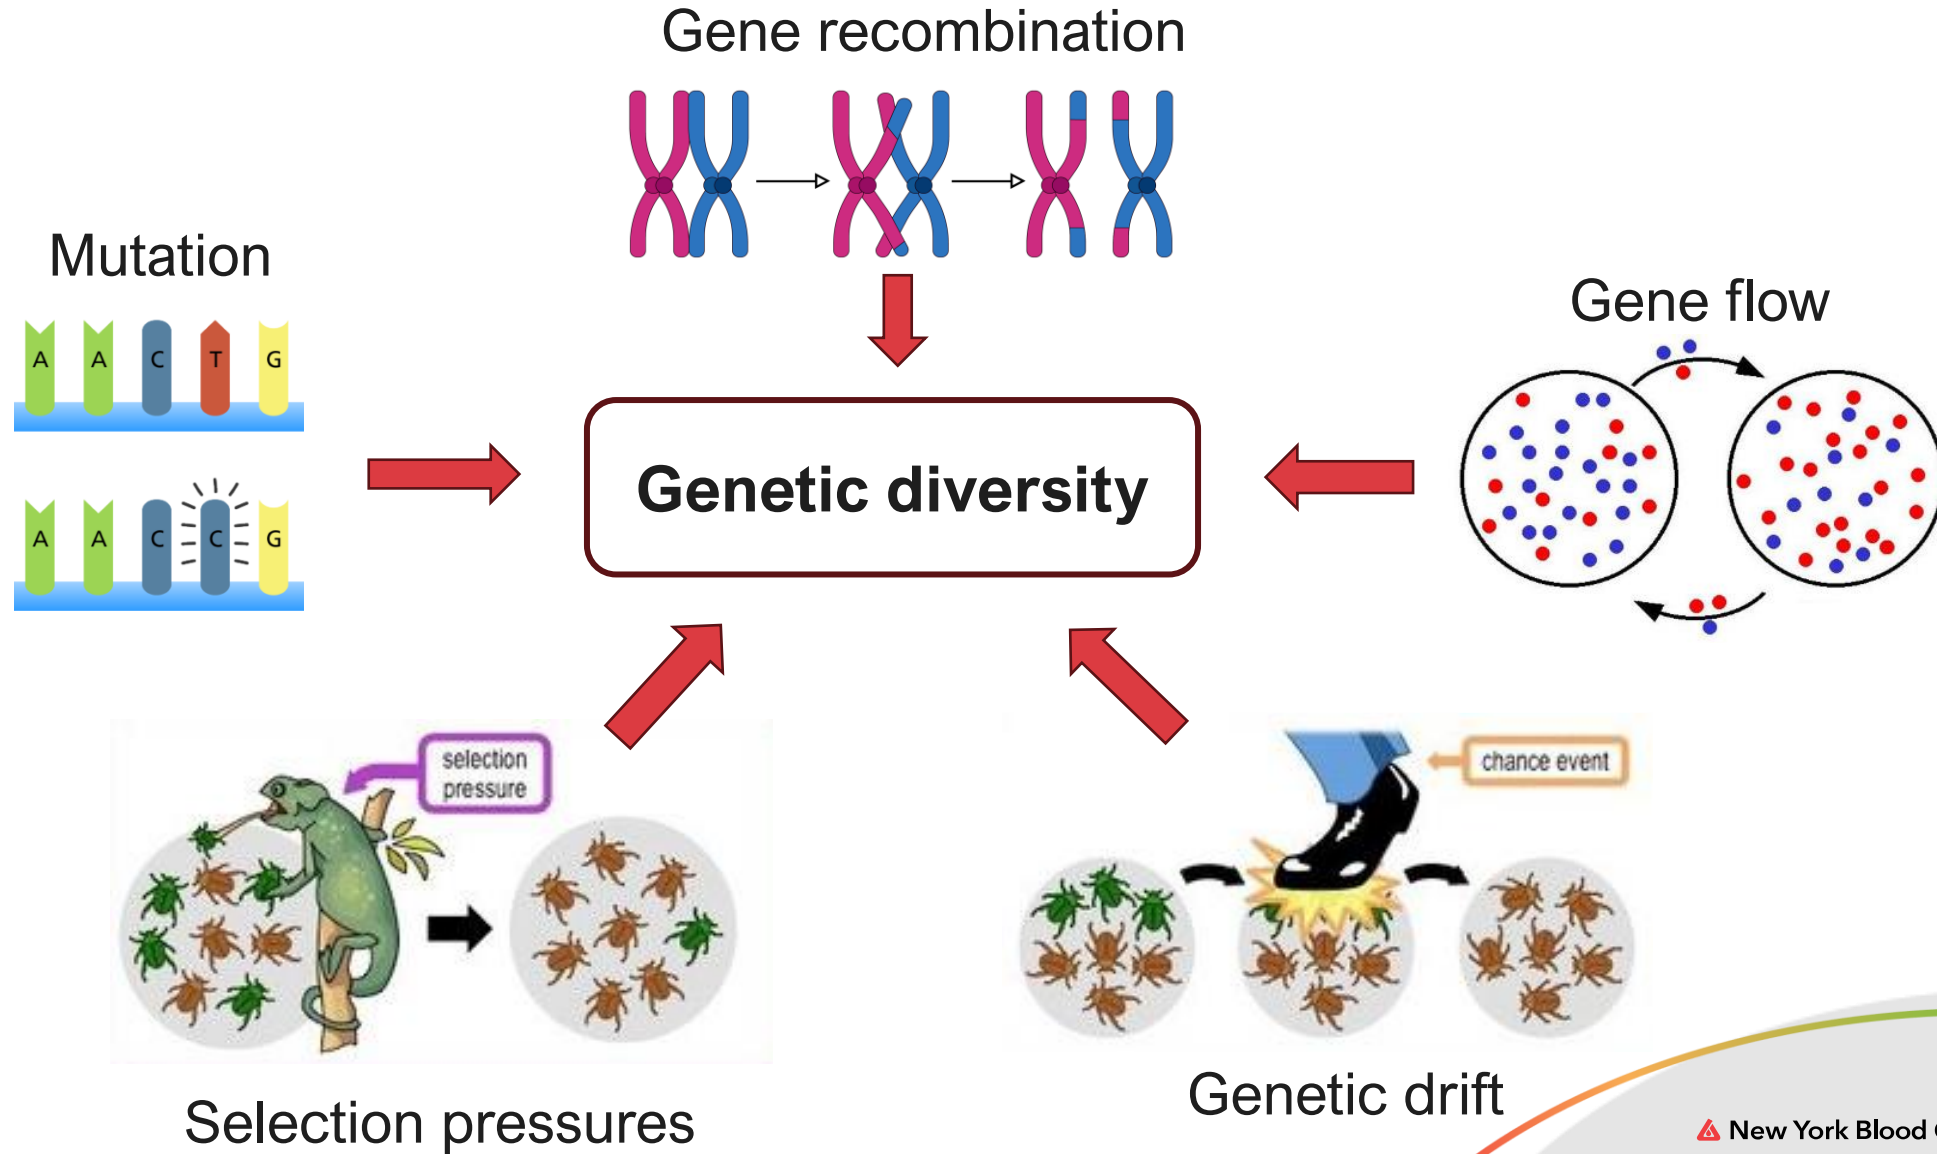 Gene recombination
Mutation
A A C T G
A A C C G
Gene flow
Genetic diversity
selection
pressure
Selection pressures
chance event
Genetic drift
New York Blood